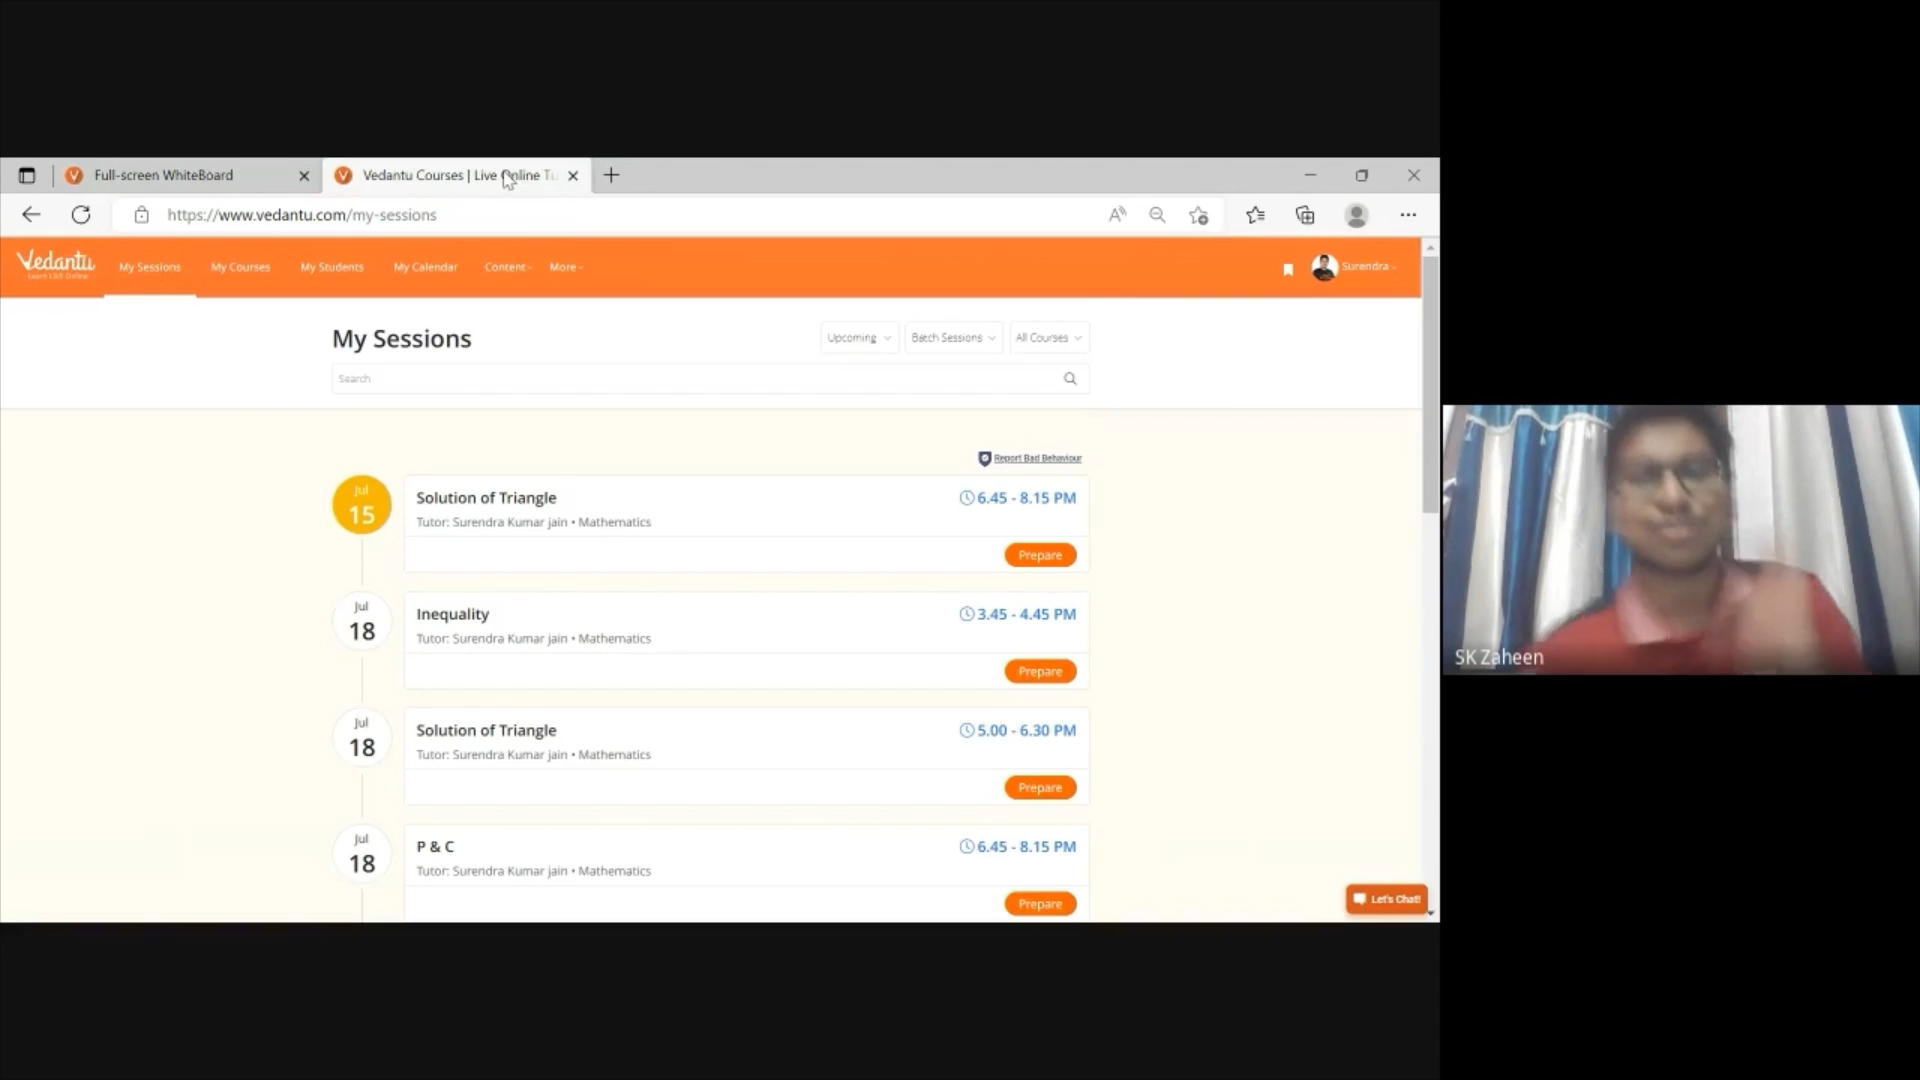 Full-screen WhiteBoard
Vedantu Courses | Live Online Tu
https://www.vedantu.com/my-sessions
Vedantu
Learn LIVE Online
My Sessions
My Courses
My Students
My Calendar
Content
More
Surendra
My Sessions
Upcoming
Batch Sessions
All Courses
Search
Report Bad Behaviour
Jul
15
Solution of Triangle
6.45 - 8.15 PM
Tutor: Surendra Kumar jain • Mathematics
Prepare
Jul
18
Inequality
3.45 - 4.45 PM
Tutor: Surendra Kumar jain • Mathematics
Prepare
Jul
18
Solution of Triangle
5.00 - 6.30 PM
Tutor: Surendra Kumar jain • Mathematics
Prepare
Jul
18
P & C
6.45 - 8.15 PM
Tutor: Surendra Kumar jain • Mathematics
Prepare
Let's Chat!
SK Zaheen